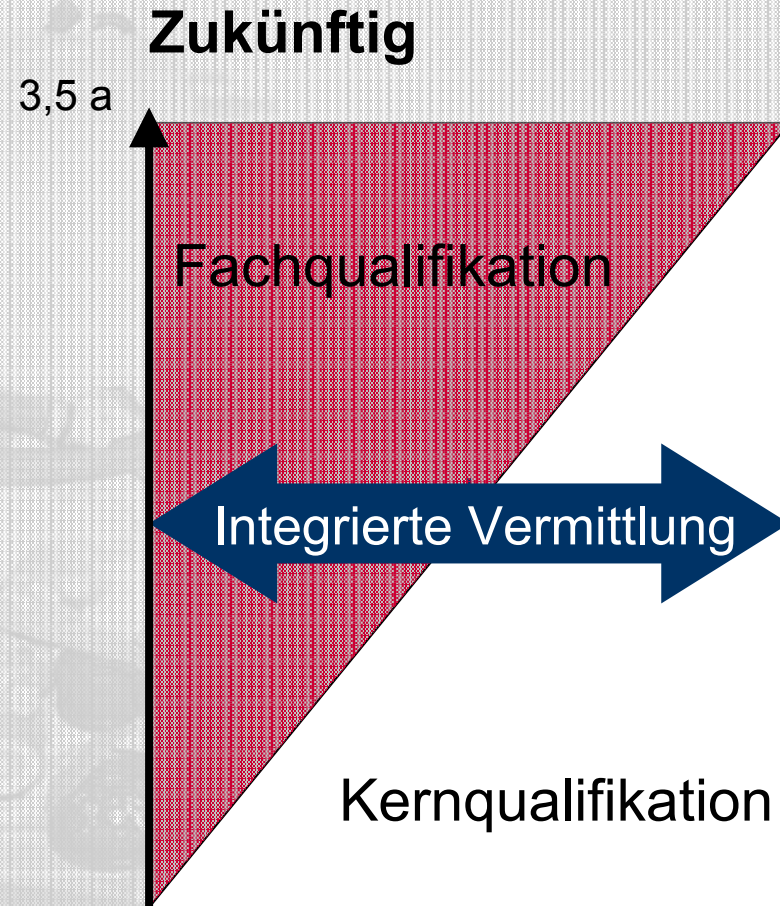 Zukünftig
3,5 a
Fachqualifikation
Integrierte Vermittlung
Kernqualifikation